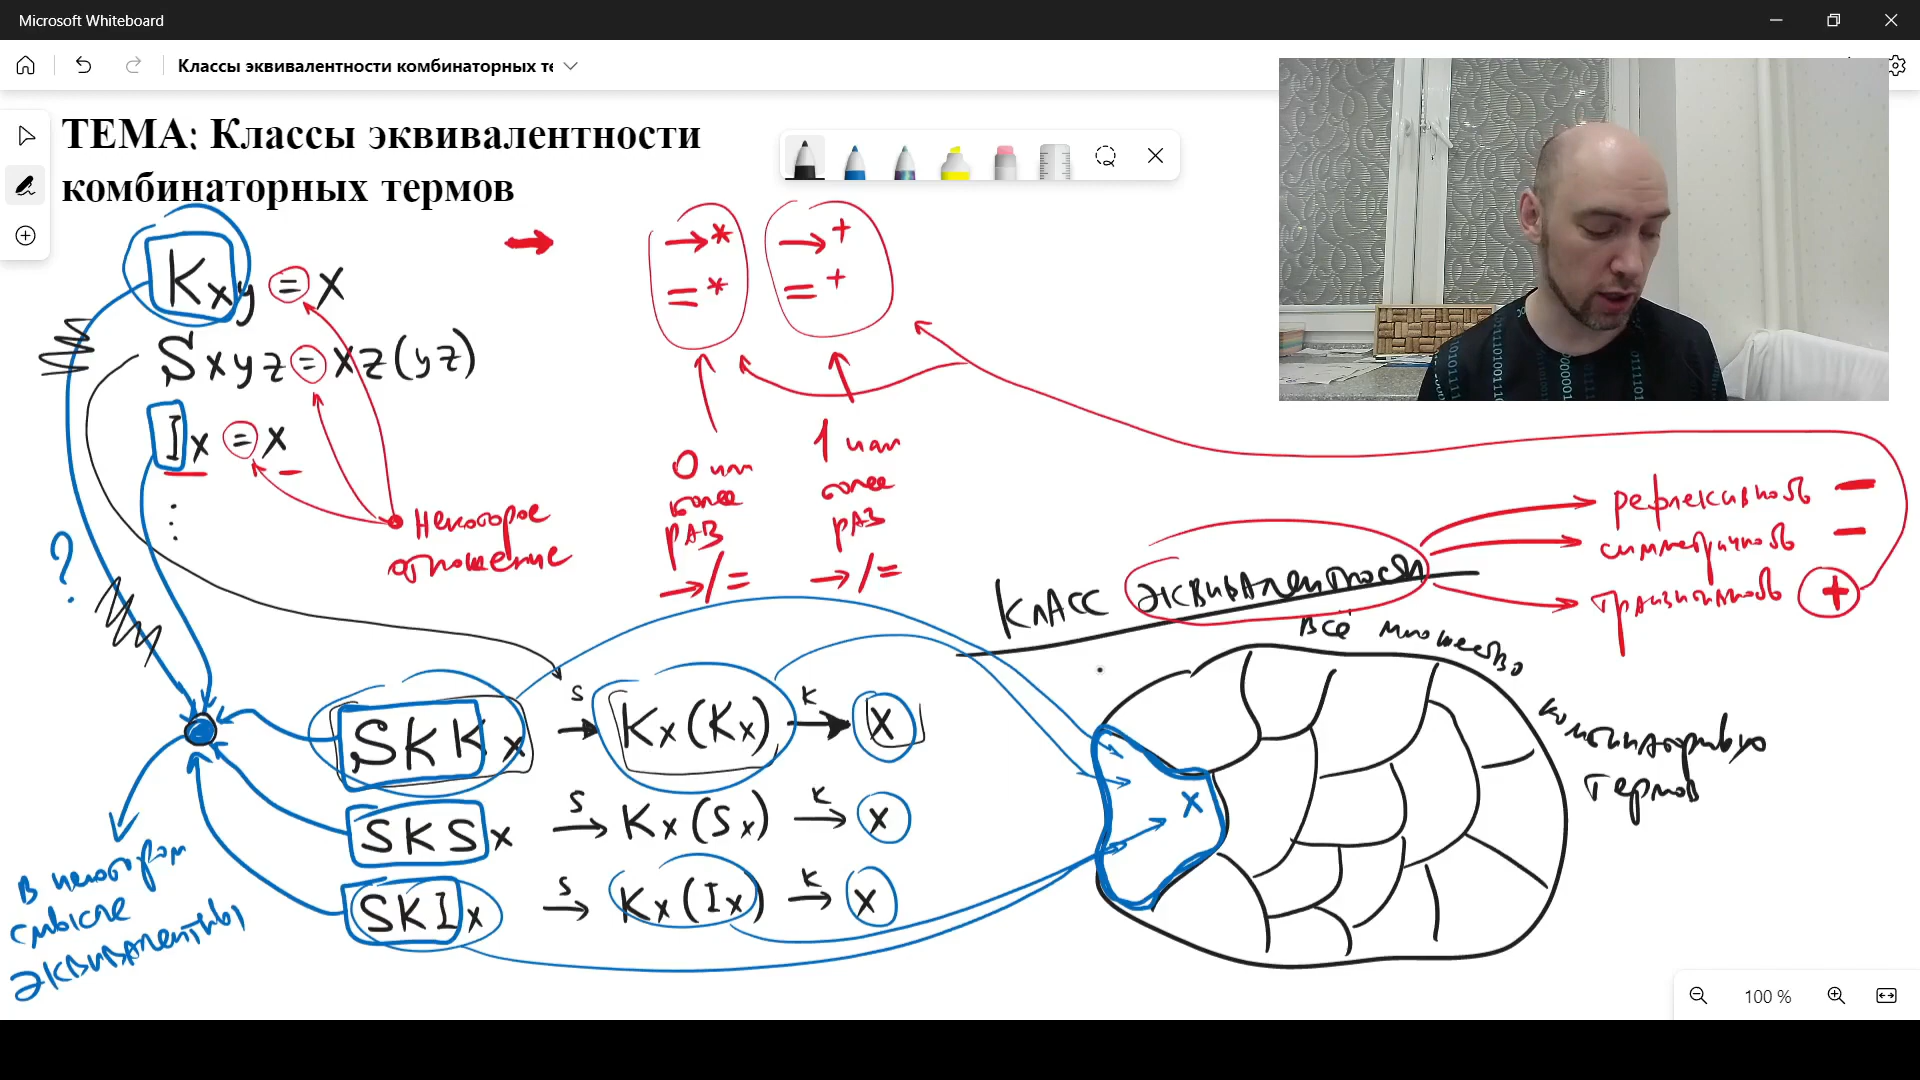 Microsoft Whiteboard
Классы эквивалентности комбинаторных те
ТЕМА: Классы эквивалентности
комбинаторных термов
Kxy = x
Sxyz = xz(yz)
Ix = x
⋮
→
→* →+
=* =+
Некоторое
отношение
0 или
более
раз
→/=
1 или
более
раз
→/=
Класс эквивалентности
рефлексивность −
симметричность −
транзитивность +
всё множество
комбинаторных
термов
?
SKKx →S Kx(Kx) →K x
SKSx →S Kx(Sx) →K x
SKIx →S Kx(Ix) →K x
x
в некотором
смысле
эквивалентны
100 %